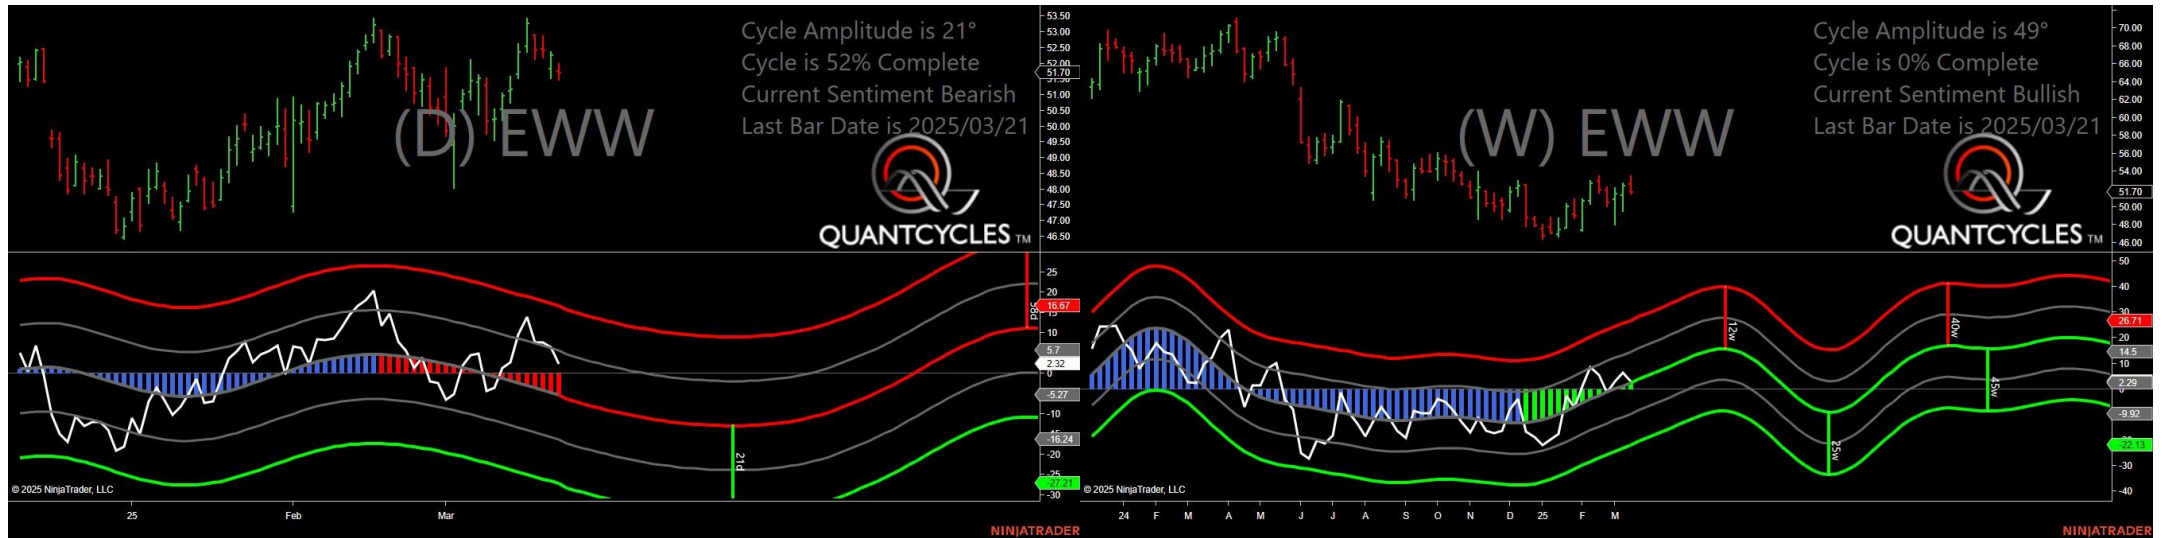 Cycle Amplitude is 21°
Cycle is 52% Complete
Current Sentiment Bearish
Last Bar Date is 2025/03/21
(D) EWW
QUANTCYCLES TM
53.50
53.00
52.50
52.00
51.70
51.00
50.50
50.00
49.50
49.00
48.50
48.00
47.50
47.00
46.50
25
20
16.67
10
5.7
2.32
0
-5.27
-10
-16.24
-20
-25
-27.21
-30
21d
© 2025 NinjaTrader, LLC
25
Feb
Mar
NINJATRADER
Cycle Amplitude is 49°
Cycle is 0% Complete
Current Sentiment Bullish
Last Bar Date is 2025/03/21
(W) EWW
QUANTCYCLES TM
70.00
68.00
66.00
64.00
62.00
60.00
58.00
56.00
54.00
51.70
50.00
48.00
46.00
50
40
30
26.71
20
14.5
10
2.29
-9.92
-22.13
-30
-40
12w
25w
40w
45w
© 2025 NinjaTrader, LLC
24
F
M
A
M
J
J
A
S
O
N
D
25
F
M
NINJATRADER